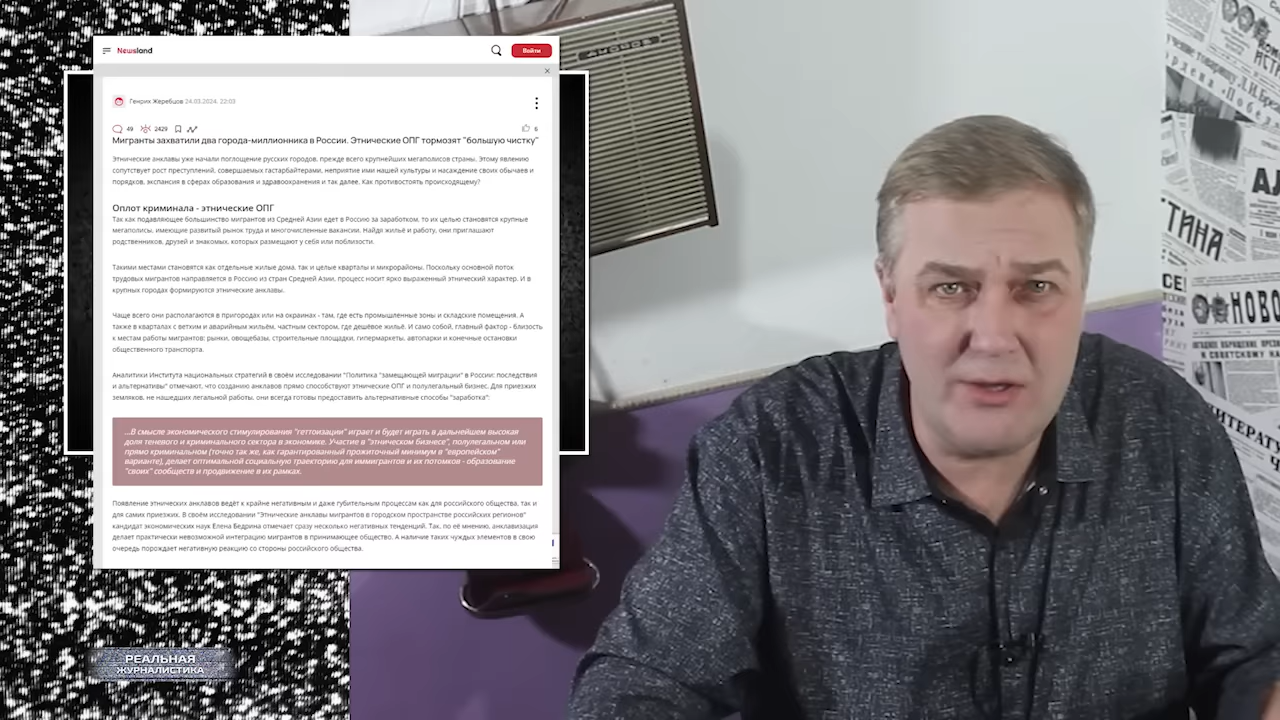 Newsland
Войти
Генрих Жеребцов 24.03.2024, 22:03
49 2429 6
Мигранты захватили два города-миллионника в России. Этнические ОПГ тормозят "большую чистку"
Этнические анклавы уже начали поглощение русских городов, прежде всего крупнейших мегаполисов страны. Этому явлению
сопутствует рост преступлений, совершаемых гастарбайтерами, неприятие ими нашей культуры и насаждение своих обычаев и
порядков, экспансия в сферах образования и здравоохранения и так далее. Как противостоять происходящему?
Оплот криминала - этнические ОПГ
Так как подавляющее большинство мигрантов из Средней Азии едет в Россию за заработком, то их целью становятся крупные
мегаполисы, имеющие развитый рынок труда и многочисленные вакансии. Найдя жильё и работу, они приглашают
родственников, друзей и знакомых, которых размещают у себя или поблизости.
Такими местами становятся как отдельные жилые дома, так и целые кварталы и микрорайоны. Поскольку основной поток
трудовых мигрантов направляется в Россию из стран Средней Азии, процесс носит ярко выраженный этнический характер. И в
крупных городах формируются этнические анклавы.
Чаще всего они располагаются в пригородах или на окраинах - там, где есть промышленные зоны и складские помещения. А
также в кварталах с ветхим и аварийным жильём, частным сектором, где дешёвое жильё. И само собой, главный фактор - близость
к местам работы мигрантов: рынки, овощебазы, строительные площадки, гипермаркеты, автопарки и конечные остановки
общественного транспорта.
Аналитики Института национальных стратегий в своём исследовании "Политика "замещающей миграции" в России: последствия
и альтернативы" отмечают, что созданию анклавов прямо способствуют этнические ОПГ и полулегальный бизнес. Для приезжих
земляков, не нашедших легальной работы, они всегда готовы предоставить альтернативные способы "заработка":
...В смысле экономического стимулирования "геттоизации" играет и будет играть в дальнейшем высокая
доля теневого и криминального сектора в экономике. Участие в "этническом бизнесе", полулегальном или
прямо криминальном (точно так же, как гарантированный прожиточный минимум в "европейском"
варианте), делает оптимальной социальную траекторию для иммигрантов и их потомков - образование
"своих" сообществ и продвижение в их рамках.
Появление этнических анклавов ведёт к крайне негативным и даже губительным процессам как для российского общества, так и
для самих приезжих. В своём исследовании "Этнические анклавы мигрантов в городском пространстве российских регионов"
кандидат экономических наук Елена Бедрина отмечает сразу несколько негативных тенденций. Так, по её мнению, анклавизация
делает практически невозможной интеграцию мигрантов в принимающее общество. А наличие таких чуждых элементов в свою
очередь порождает негативную реакцию со стороны российского общества.
РЕАЛЬНАЯ
ЖУРНАЛИСТИКА
ТИНА
НОВО